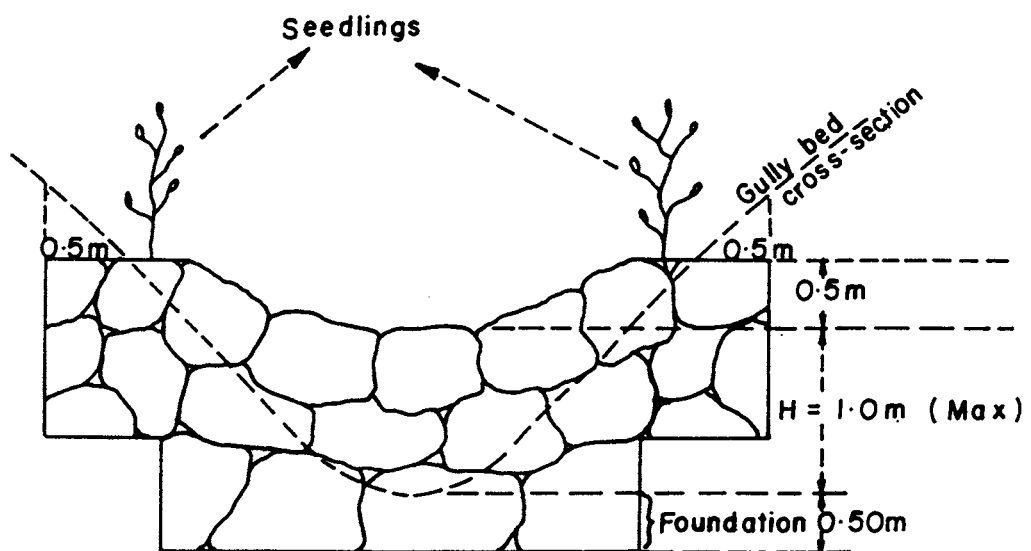 Seedlings
Gully bed
cross-section
0·5m
0·5m
0·5m
H = 1·0m (Max)
Foundation 0·50m